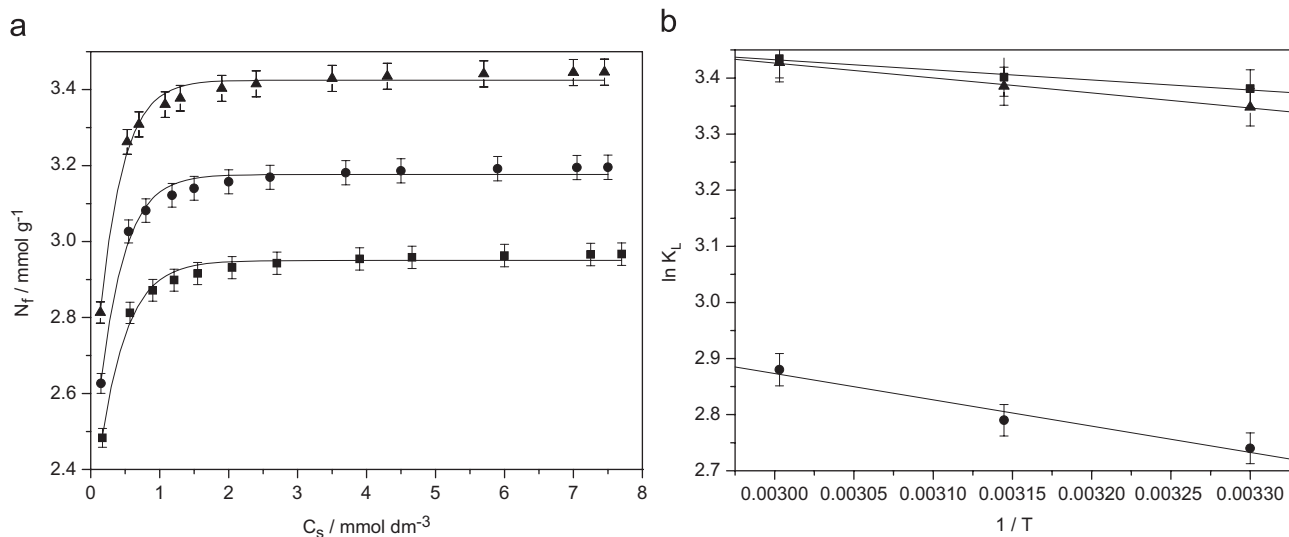 a
3.4
3.2
3.0
2.8
2.6
2.4
N_f / mmol g^-1
0 1 2 3 4 5 6 7 8
C_s / mmol dm^-3
b
3.4
3.3
3.2
3.1
3.0
2.9
2.8
2.7
ln K_L
0.00300 0.00305 0.00310 0.00315 0.00320 0.00325 0.00330
1 / T